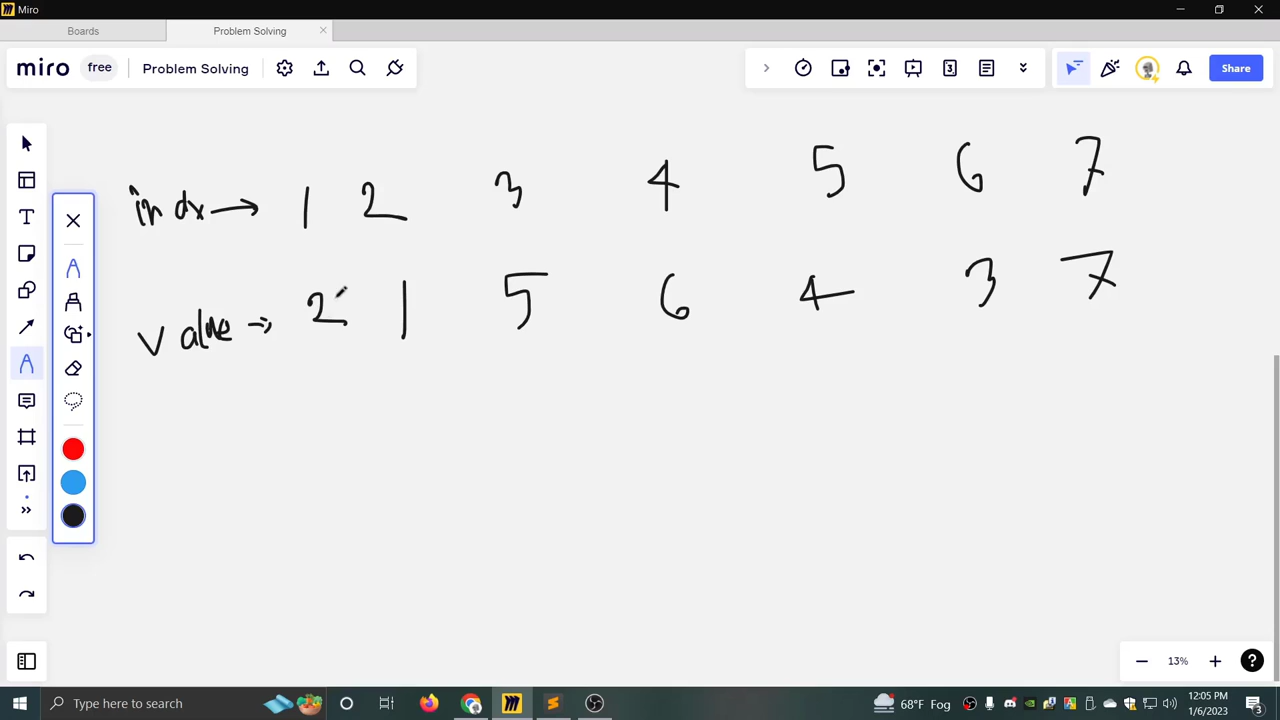 Miro
Boards
Problem Solving
miro free Problem Solving
3
Share
indx → 1 2 3 4 5 6 7
value → 2 1 5 6 4 3 7
13%
?
Type here to search
68°F Fog
12:05 PM
1/6/2023
3